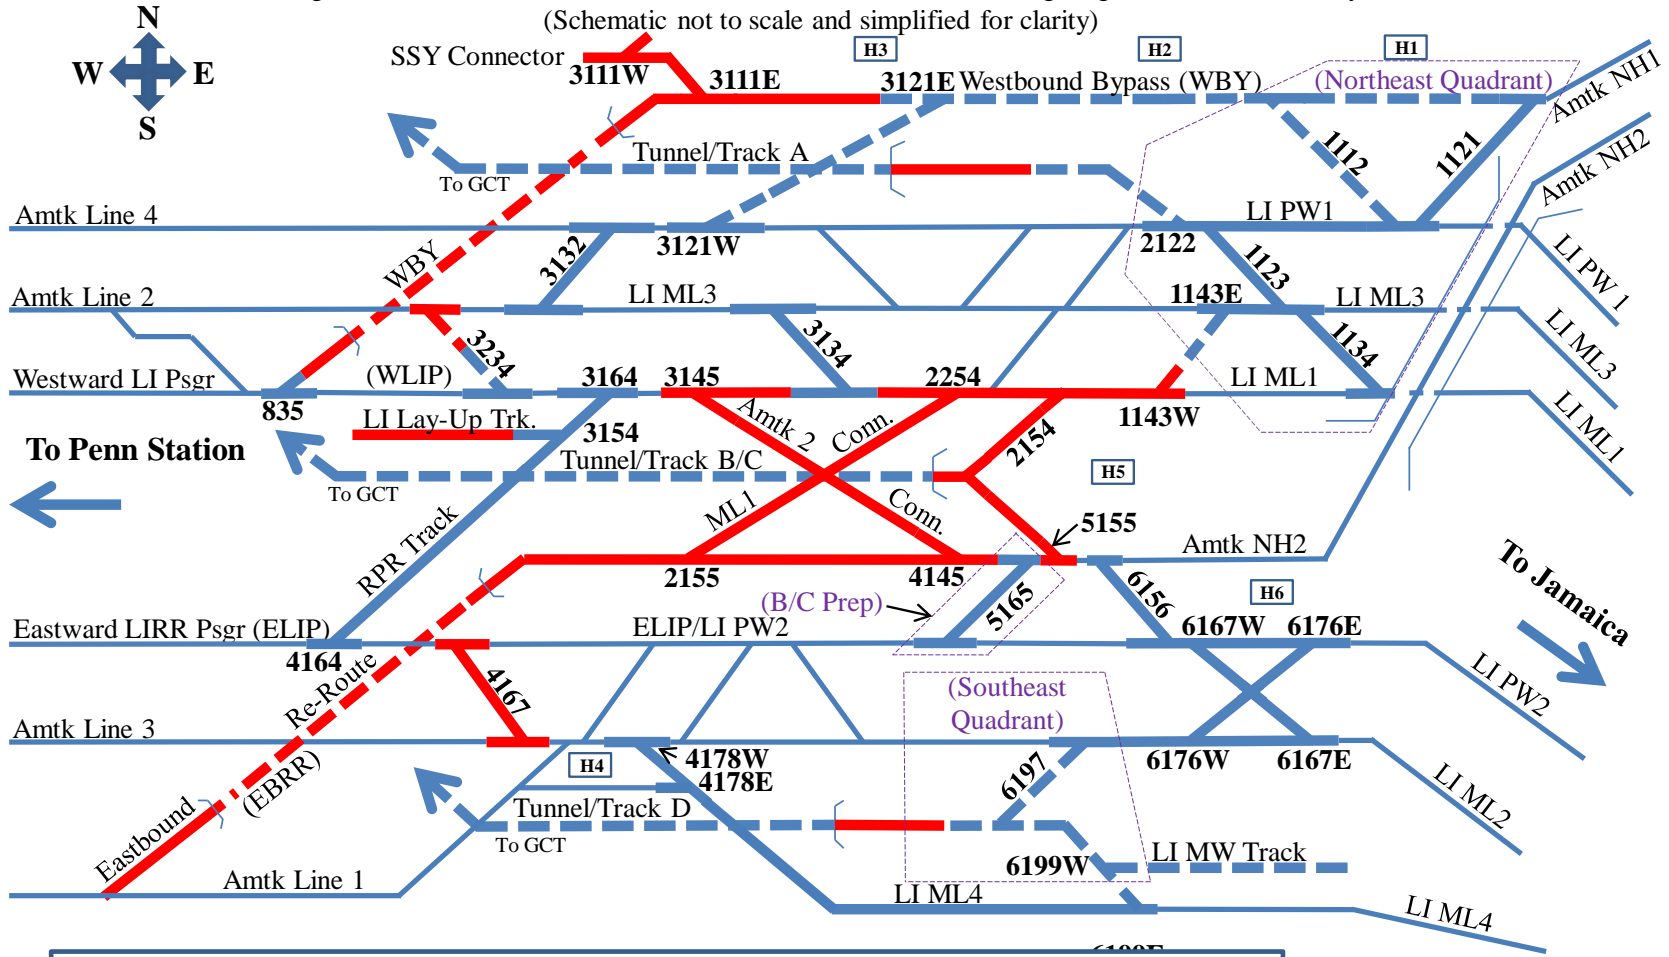 (Schematic not to scale and simplified for clarity)
N
W E
S
SSY Connector
3111W
3111E
H3
3121E
H2
Westbound Bypass (WBY)
H1
(Northeast Quadrant)
Amtk NH1
Amtk NH2
Tunnel/Track A
To GCT
1112
1121
Amtk Line 4
3132
3121W
2122
LI PW1
LI PW 1
WBY
1123
Amtk Line 2
LI ML3
1143E
LI ML3
LI ML3
3234
3134
1134
Westward LI Psgr
(WLIP)
3164
3145
2254
LI ML1
835
1143W
LI ML1
LI Lay-Up Trk.
3154
Amtk 2
Conn.
2154
To Penn Station
Tunnel/Track B/C
To GCT
H5
ML1
Conn.
5155
RPR Track
Amtk NH2
To Jamaica
2155
4145
(B/C Prep)
5165
6156
H6
Eastward LIRR Psgr (ELIP)
ELIP/LI PW2
6167W
6176E
4164
Re-Route
4167
(Southeast
Quadrant)
LI PW2
Amtk Line 3
4178W
6176W
6167E
H4
4178E
6197
(EBRR)
Tunnel/Track D
To GCT
LI ML2
Eastbound
6199W
LI MW Track
Amtk Line 1
LI ML4
LI ML4